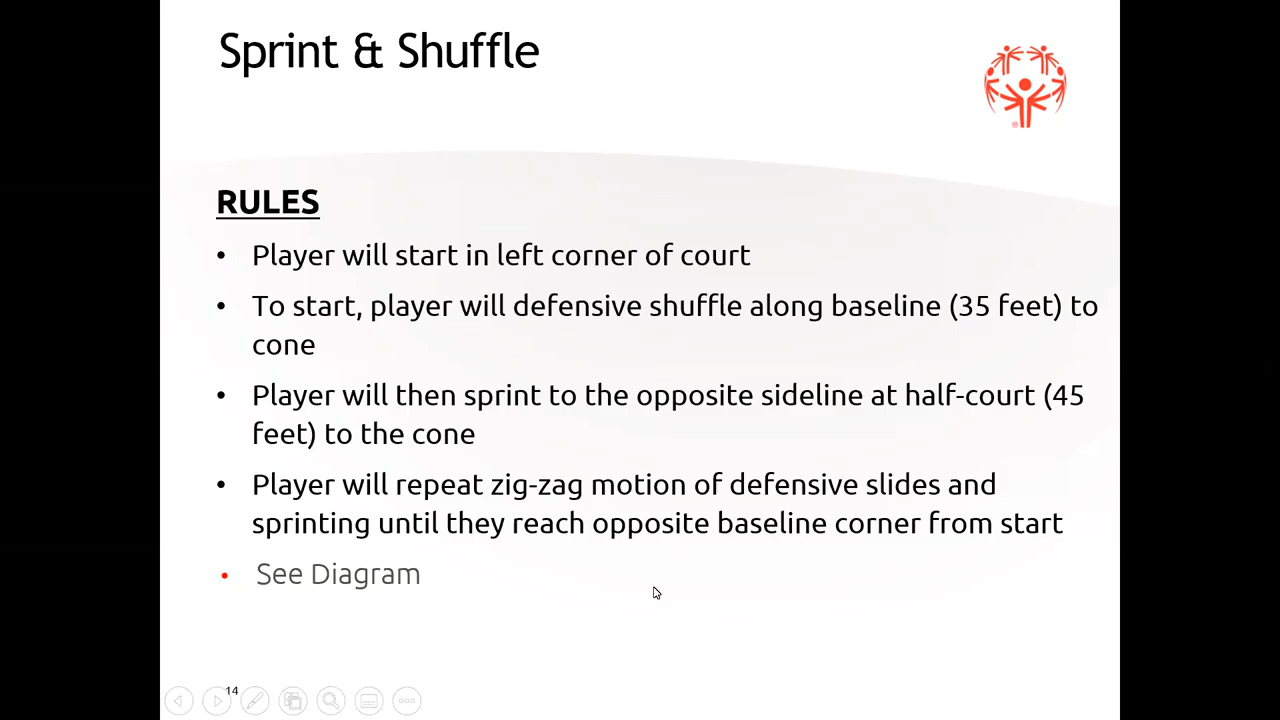 Sprint & Shuffle
RULES
• Player will start in left corner of court
• To start, player will defensive shuffle along baseline (35 feet) to
cone
• Player will then sprint to the opposite sideline at half-court (45
feet) to the cone
• Player will repeat zig-zag motion of defensive slides and
sprinting until they reach opposite baseline corner from start
• See Diagram
14